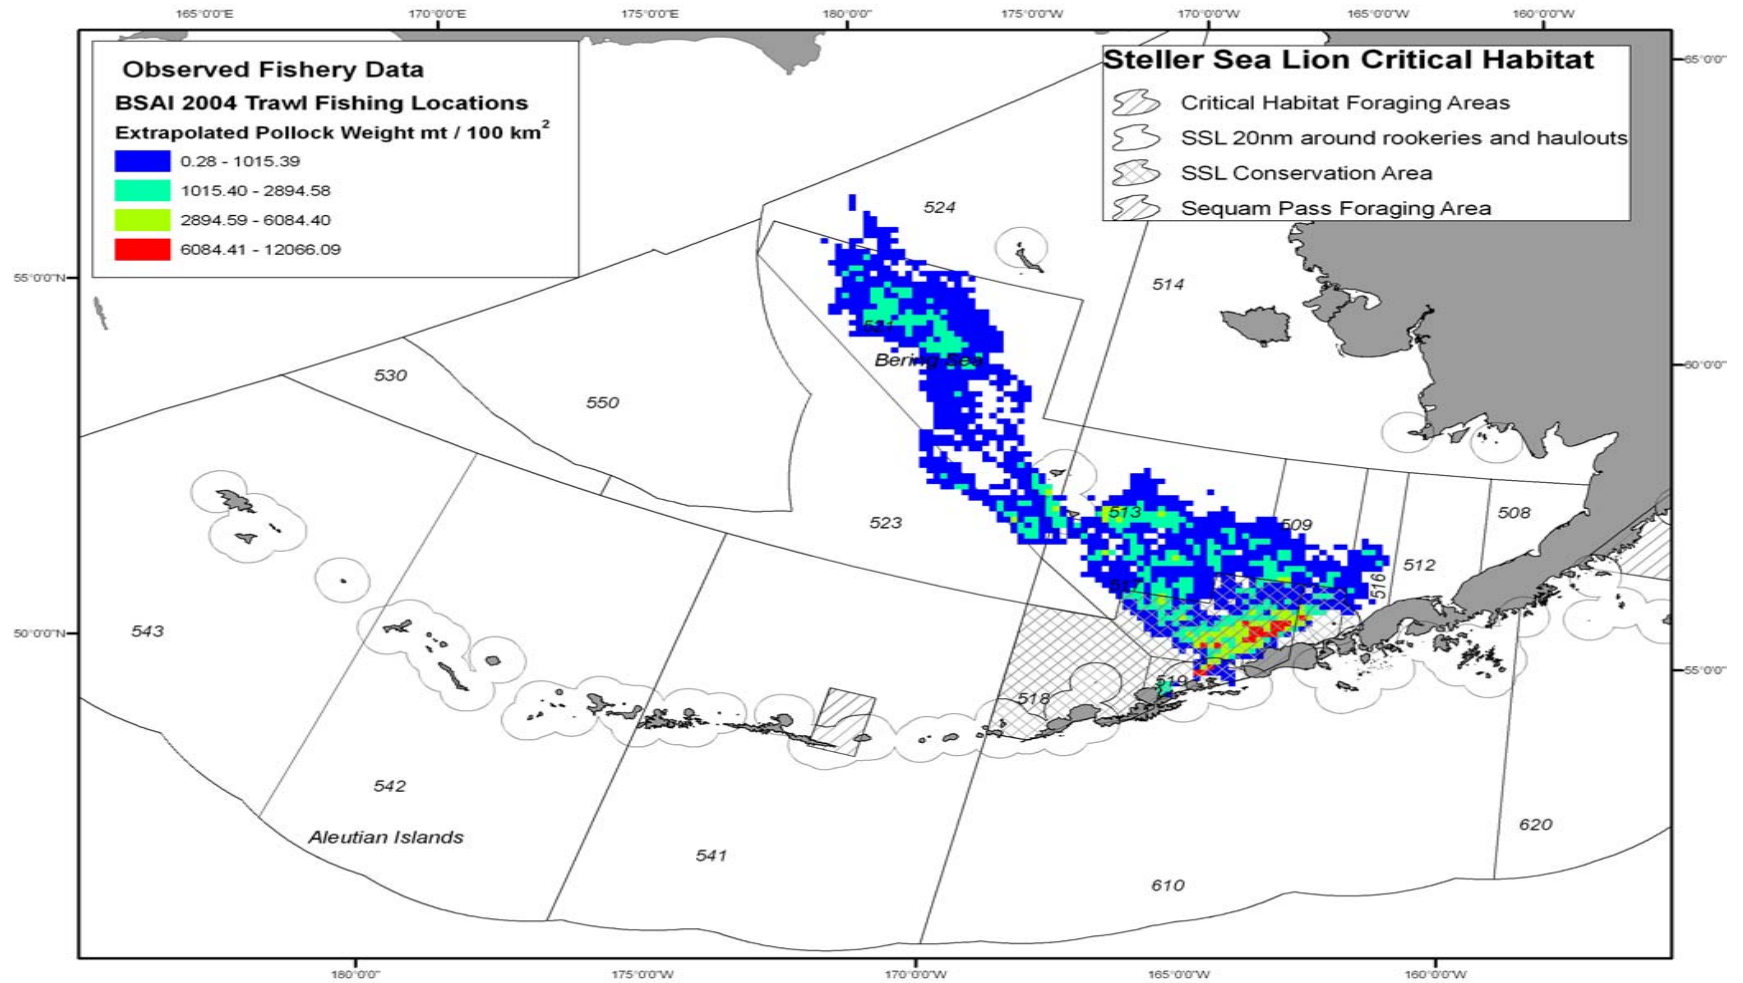 165°0'0"E 170°0'0"E 175°0'0"E 180°0'0" 175°0'0"W 170°0'0"W 165°0'0"W 160°0'0"W
Observed Fishery Data
BSAI 2004 Trawl Fishing Locations
Extrapolated Pollock Weight mt / 100 km2
0.28 - 1015.39
1015.40 - 2894.58
2894.59 - 6084.40
6084.41 - 12066.09
Steller Sea Lion Critical Habitat
Critical Habitat Foraging Areas
SSL 20nm around rookeries and haulouts
SSL Conservation Area
Sequam Pass Foraging Area
65°0'0"
524
55°0'0"N
514
521
Bering Sea
60°0'0"
530
550
513
508
523
509
512
517
516
543
50°0'0"N
55°0'0"
519
518
542
620
Aleutian Islands
541
610
180°0'0" 175°0'0"W 170°0'0"W 165°0'0"W 160°0'0"W